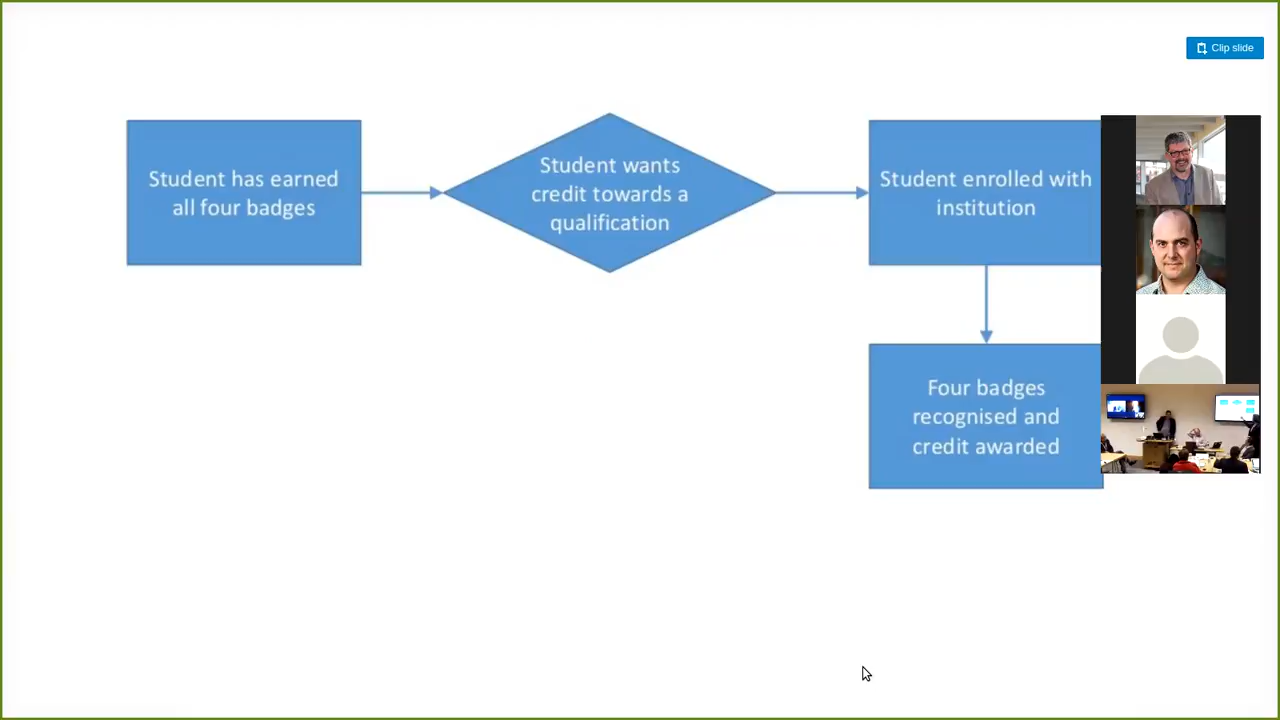 Clip slide
Student has earned
all four badges
Student wants
credit towards a
qualification
Student enrolled with
institution
Four badges
recognised and
credit awarded